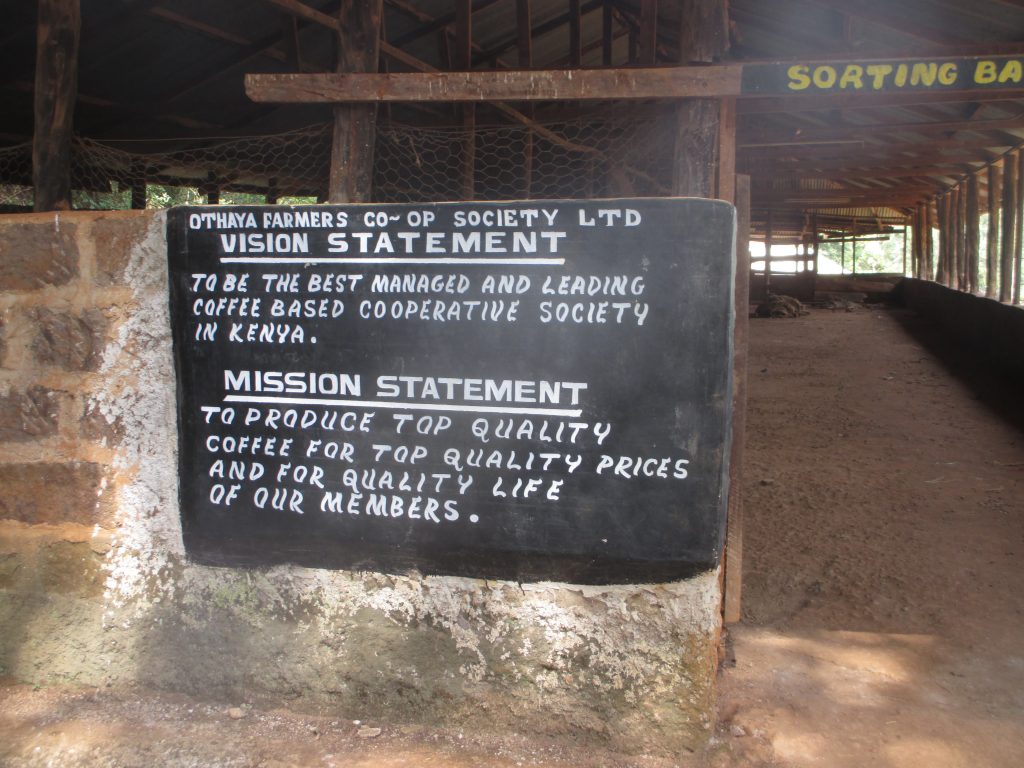 SORTING BA
OTHAYA FARMERS CO~OP SOCIETY LTD
VISION STATEMENT
TO BE THE BEST MANAGED AND LEADING
COFFEE BASED COOPERATIVE SOCIETY
IN KENYA.
MISSION STATEMENT
TO PRODUCE TOP QUALITY
COFFEE FOR TOP QUALITY PRICES
AND FOR QUALITY LIFE
OF OUR MEMBERS.